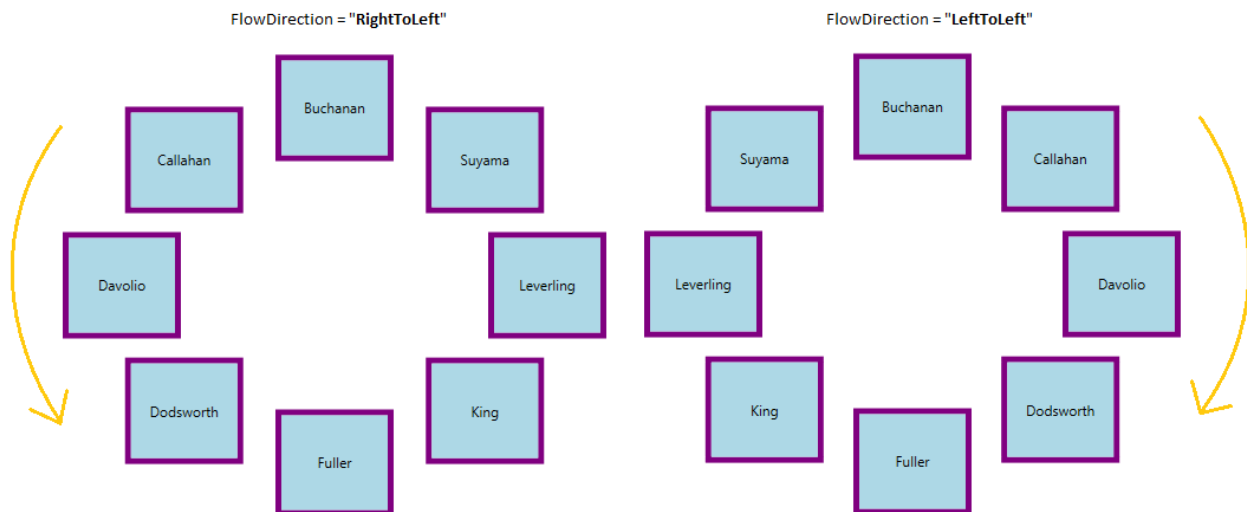 FlowDirection = "RightToLeft"
Buchanan
Callahan
Suyama
Davolio
Leverling
Dodsworth
King
Fuller
FlowDirection = "LeftToLeft"
Buchanan
Suyama
Callahan
Leverling
Davolio
King
Dodsworth
Fuller